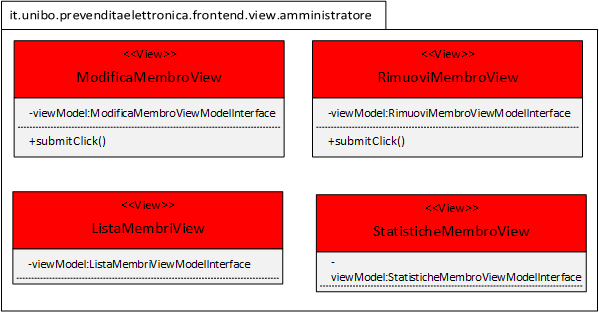 it.unibo.prevenditaelettronica.frontend.view.amministratore
<<View>>
ModificaMembroView
-viewModel:ModificaMembroViewModelInterface
+submitClick()
<<View>>
RimuoviMembroView
-viewModel:RimuoviMembroViewModelInterface
+submitClick()
<<View>>
ListaMembriView
-viewModel:ListaMembriViewModelInterface
<<View>>
StatisticheMembroView
-
viewModel:StatisticheMembroViewModelInterface